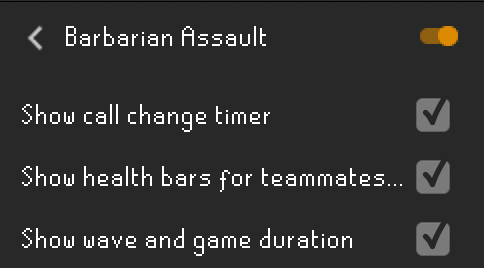 Barbarian Assault
Show call change timer
Show health bars for teammates...
Show wave and game duration